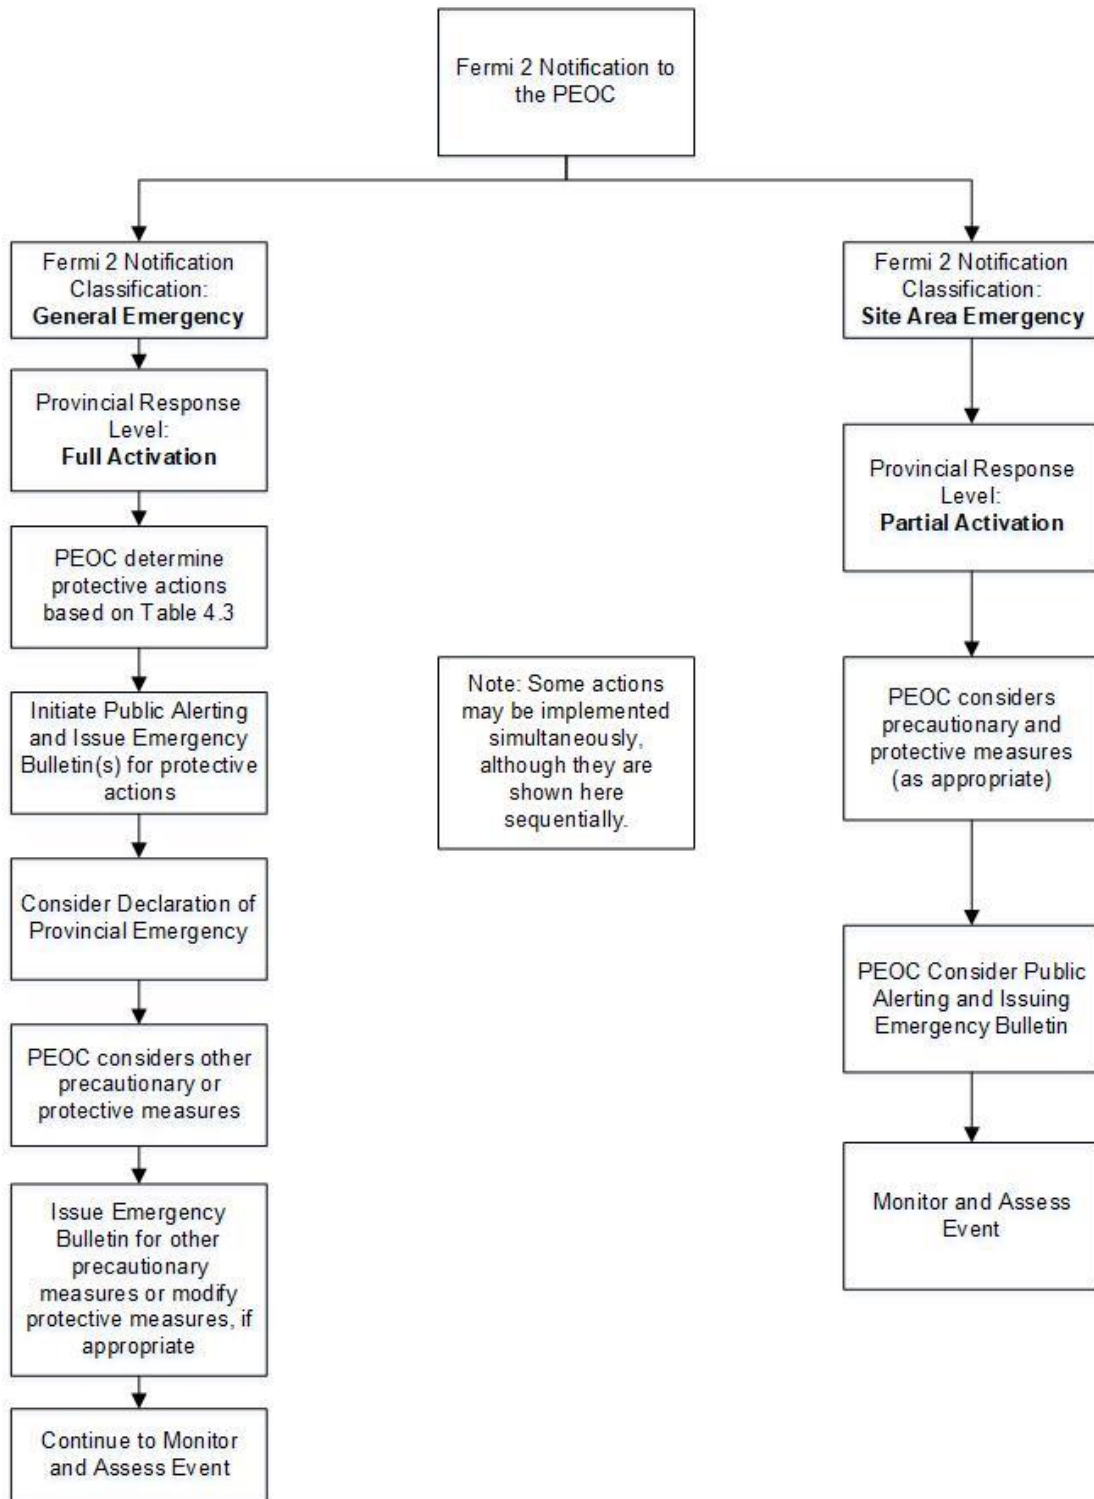 Fermi 2 Notification to
the PEOC
Fermi 2 Notification
Classification:
General Emergency
Provincial Response
Level:
Full Activation
PEOC determine
protective actions
based on Table 4.3
Initiate Public Alerting
and Issue Emergency
Bulletin(s) for protective
actions
Consider Declaration of
Provincial Emergency
PEOC considers other
precautionary or
protective measures
Issue Emergency
Bulletin for other
precautionary
measures or modify
protective measures, if
appropriate
Continue to Monitor
and Assess Event
Note: Some actions
may be implemented
simultaneously,
although they are
shown here
sequentially.
Fermi 2 Notification
Classification:
Site Area Emergency
Provincial Response
Level:
Partial Activation
PEOC considers
precautionary and
protective measures
(as appropriate)
PEOC Consider Public
Alerting and Issuing
Emergency Bulletin
Monitor and Assess
Event